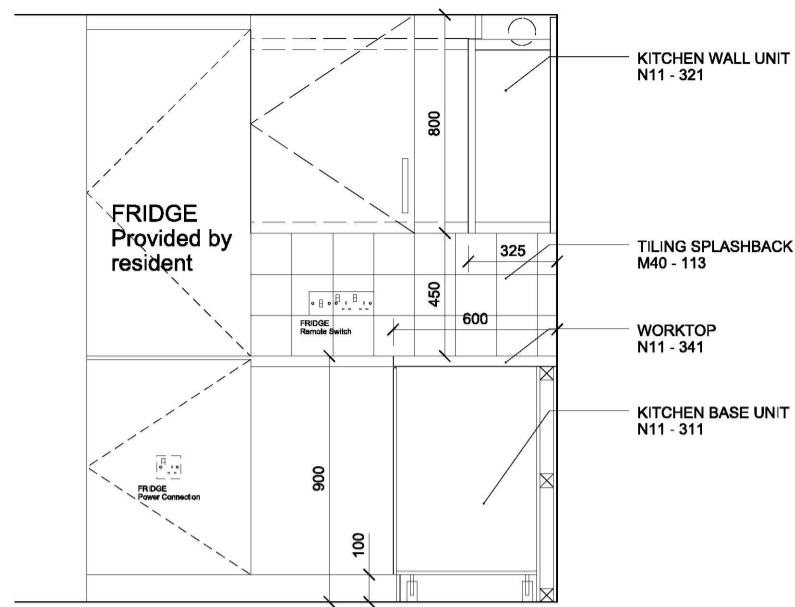 KITCHEN WALL UNIT
N11 - 321
800
FRIDGE
Provided by
resident
325
TILING SPLASHBACK
M40 - 113
450
600
FRIDGE
Remote Switch
WORKTOP
N11 - 341
KITCHEN BASE UNIT
N11 - 311
900
FRIDGE
Power Connection
100